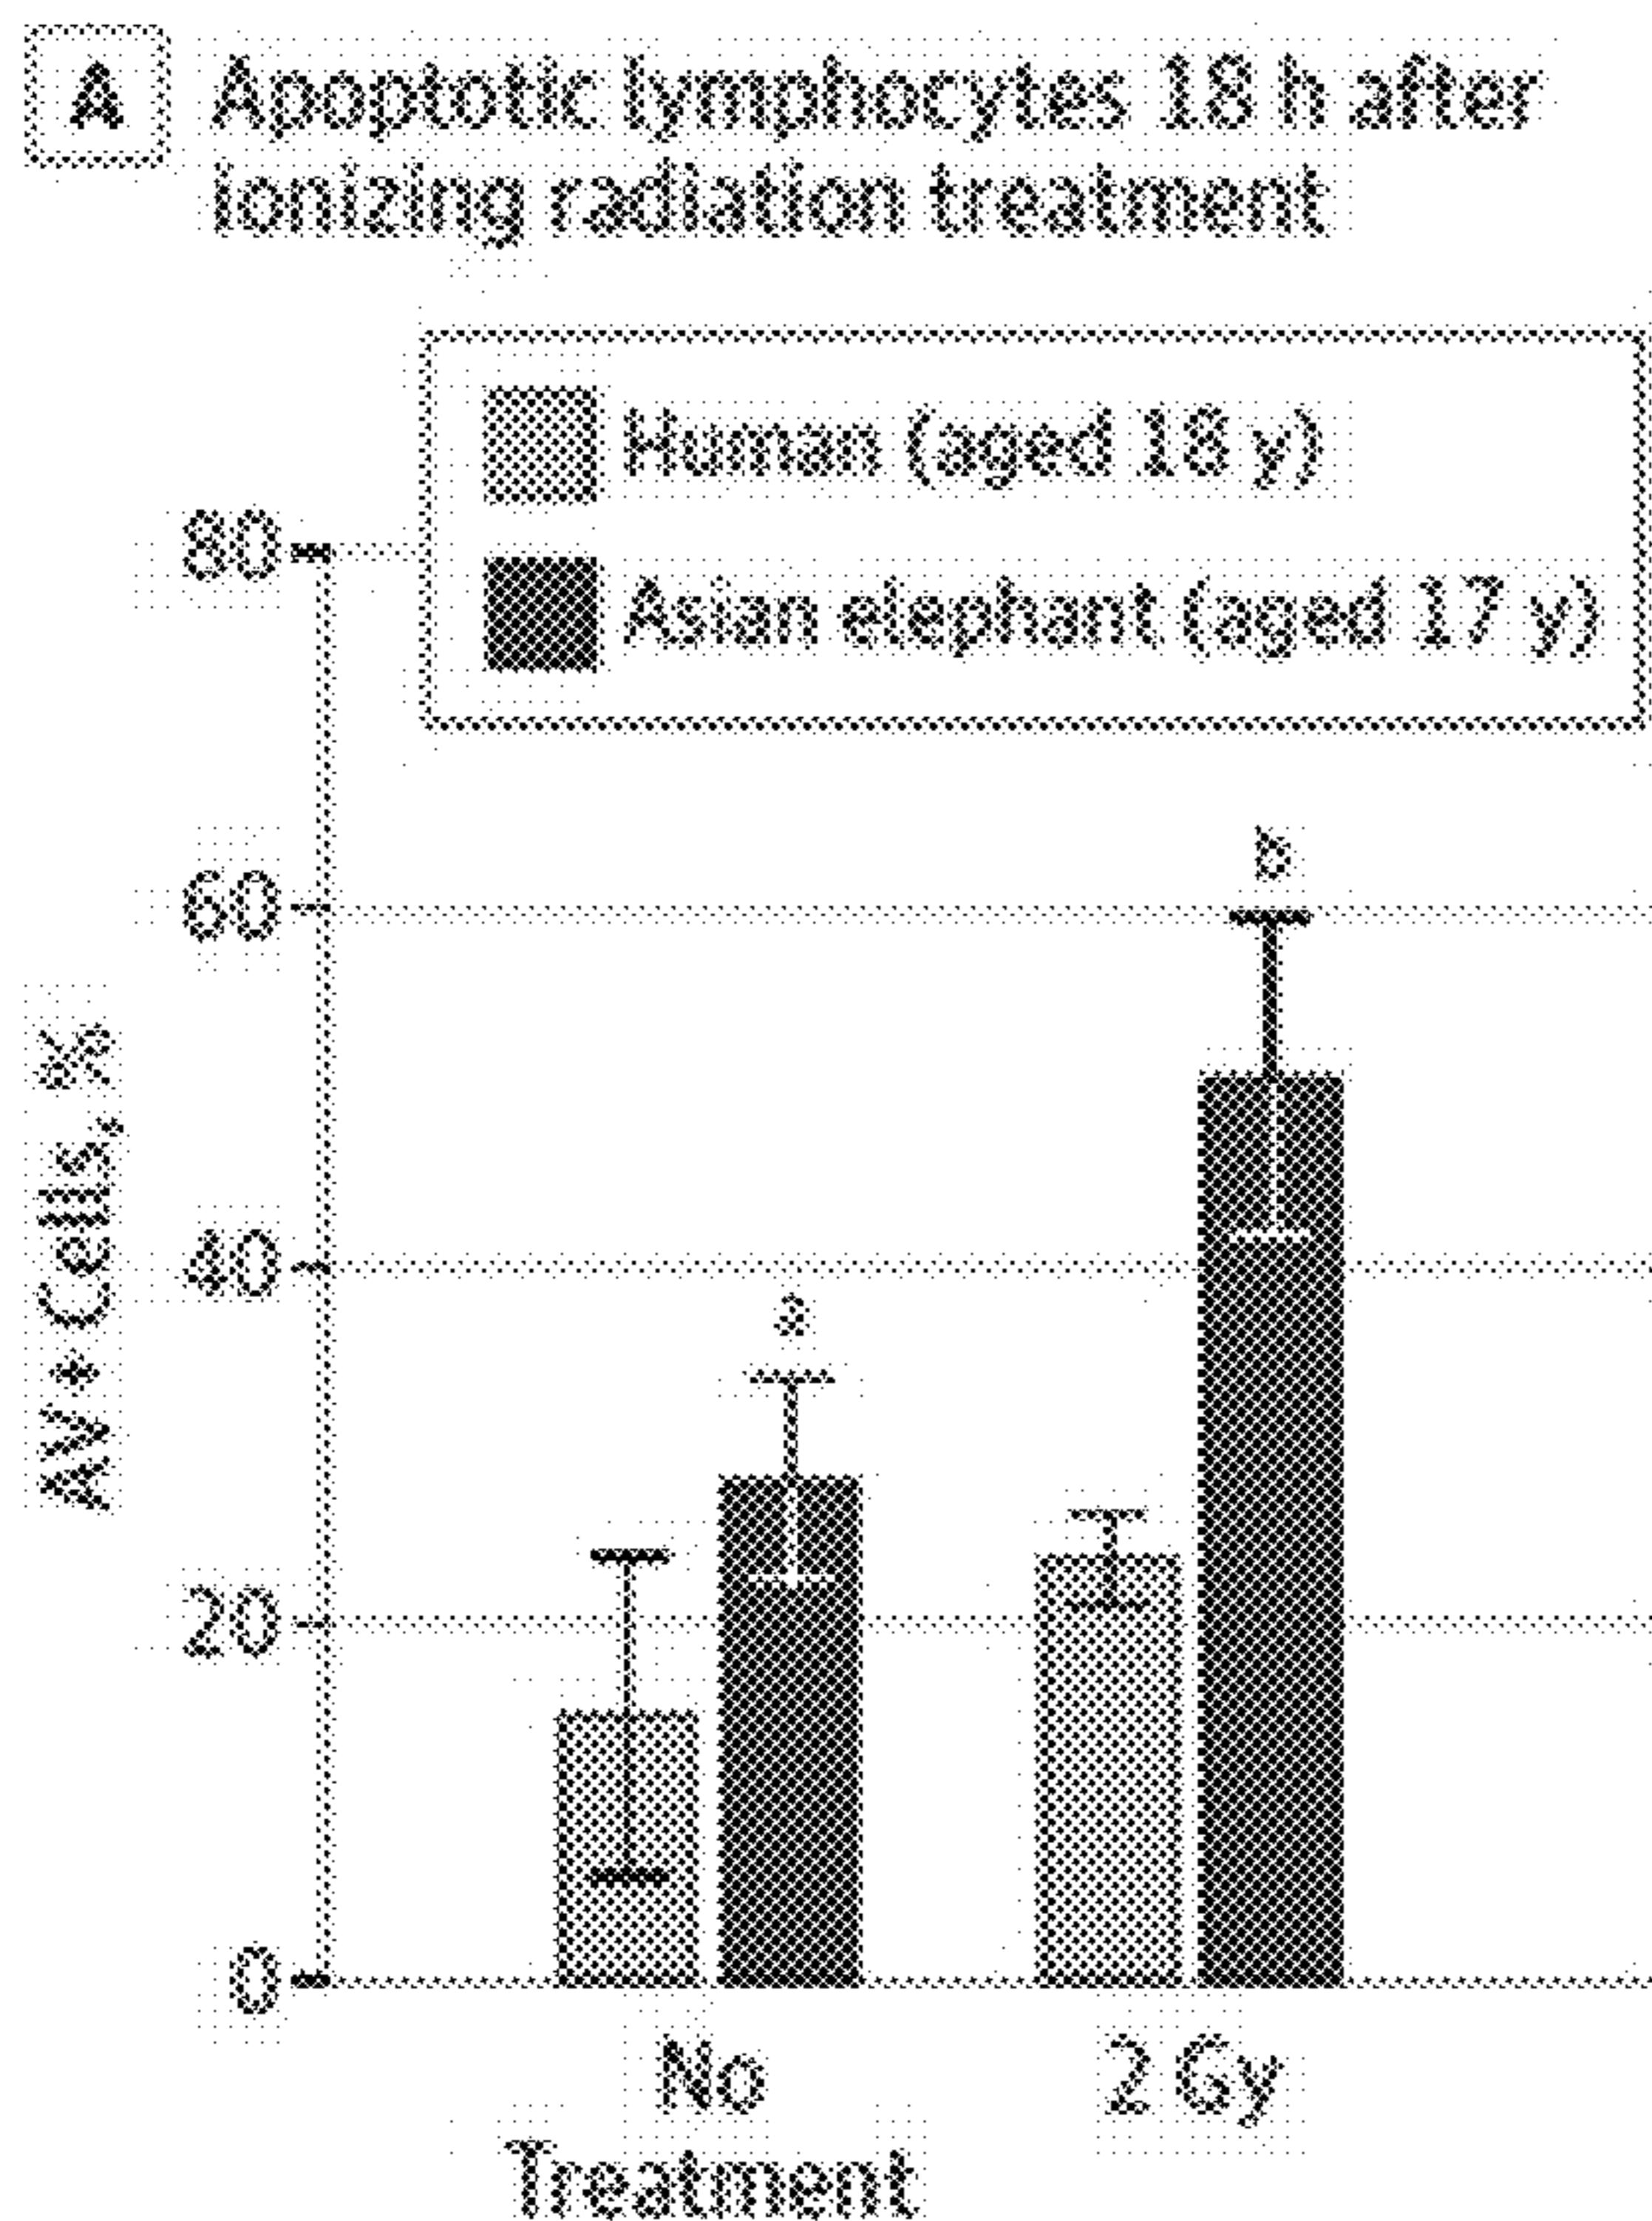 A Apoptotic lymphocytes 18 h after
ionizing radiation treatment
Human (aged 18 y)
Asian elephant (aged 17 y)
80
60
40
20
0
AV+ Cells, %
a
b
No
Treatment
2 Gy